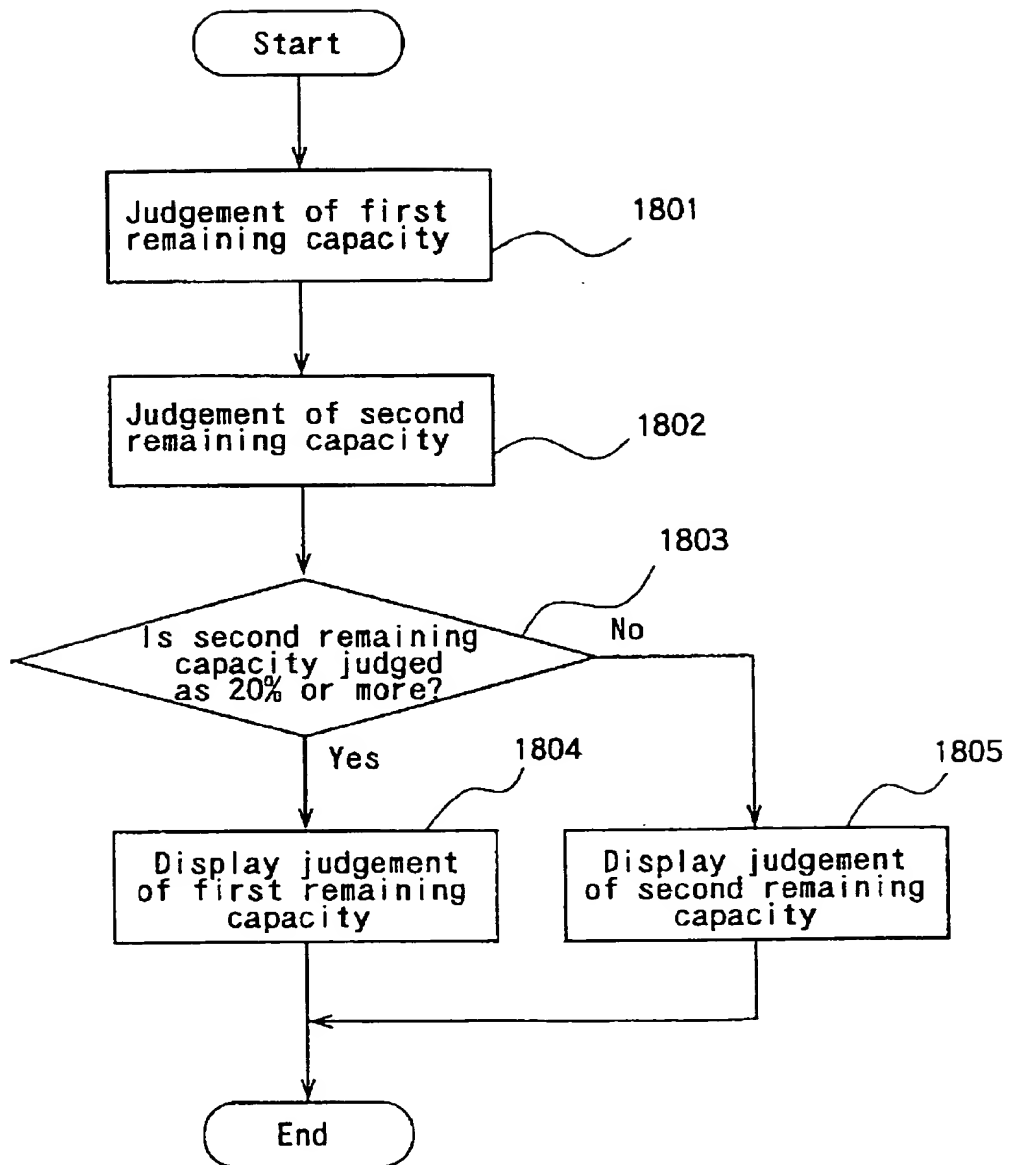 Start
Judgement of first
remaining capacity
1801
Judgement of second
remaining capacity
1802
1803
Is second remaining
capacity judged
as 20% or more?
No
Yes
1804
1805
Display judgement
of first remaining
capacity
Display judgement
of second remaining
capacity
End